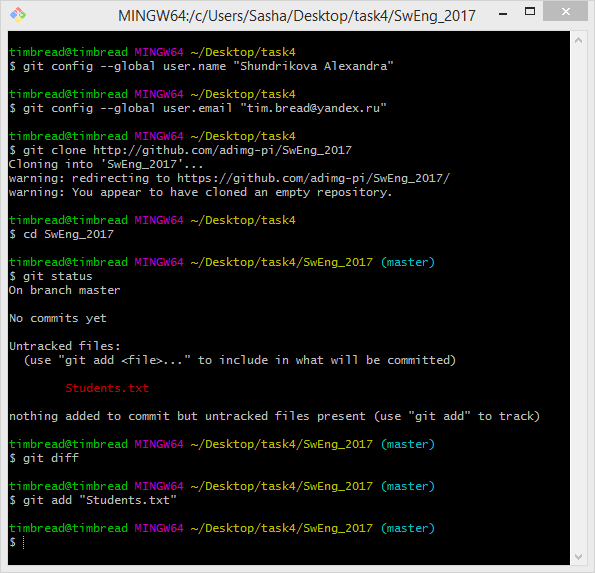 MINGW64:/c/Users/Sasha/Desktop/task4/SwEng_2017
timbread@timbread MINGW64 ~/Desktop/task4
$ git config --global user.name "Shundrikova Alexandra"
timbread@timbread MINGW64 ~/Desktop/task4
$ git config --global user.email "tim.bread@yandex.ru"
timbread@timbread MINGW64 ~/Desktop/task4
$ git clone http://github.com/adimg-pi/SwEng_2017
Cloning into 'SwEng_2017'...
warning: redirecting to https://github.com/adimg-pi/SwEng_2017/
warning: You appear to have cloned an empty repository.
timbread@timbread MINGW64 ~/Desktop/task4
$ cd SwEng_2017
timbread@timbread MINGW64 ~/Desktop/task4/SwEng_2017 (master)
$ git status
On branch master
No commits yet
Untracked files:
  (use "git add <file>..." to include in what will be committed)
        Students.txt
nothing added to commit but untracked files present (use "git add" to track)
timbread@timbread MINGW64 ~/Desktop/task4/SwEng_2017 (master)
$ git diff
timbread@timbread MINGW64 ~/Desktop/task4/SwEng_2017 (master)
$ git add "Students.txt"
timbread@timbread MINGW64 ~/Desktop/task4/SwEng_2017 (master)
$